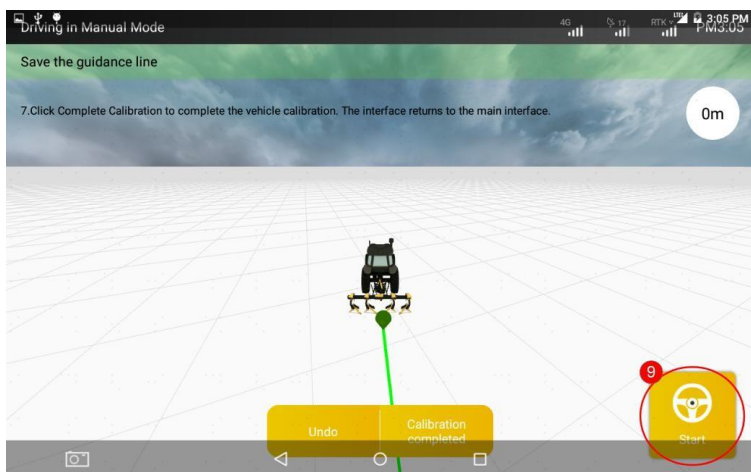 Driving in Manual Mode
4G
17
RTK
LTE
3:05 PM
PM3:05
Save the guidance line
7.Click Complete Calibration to complete the vehicle calibration. The interface returns to the main interface.
0m
9
Undo
Calibration
completed
Start